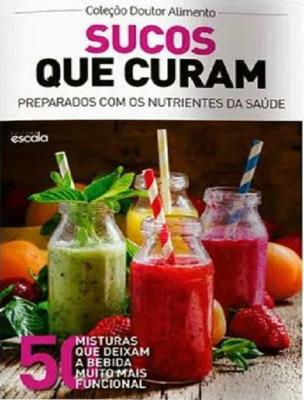 Coleção Doutor Alimento
SUCOS
QUE CURAM
PREPARADOS COM OS NUTRIENTES DA SAÚDE
escala
50 MISTURAS
QUE DEIXAM
A BEBIDA
MUITO MAIS
FUNCIONAL